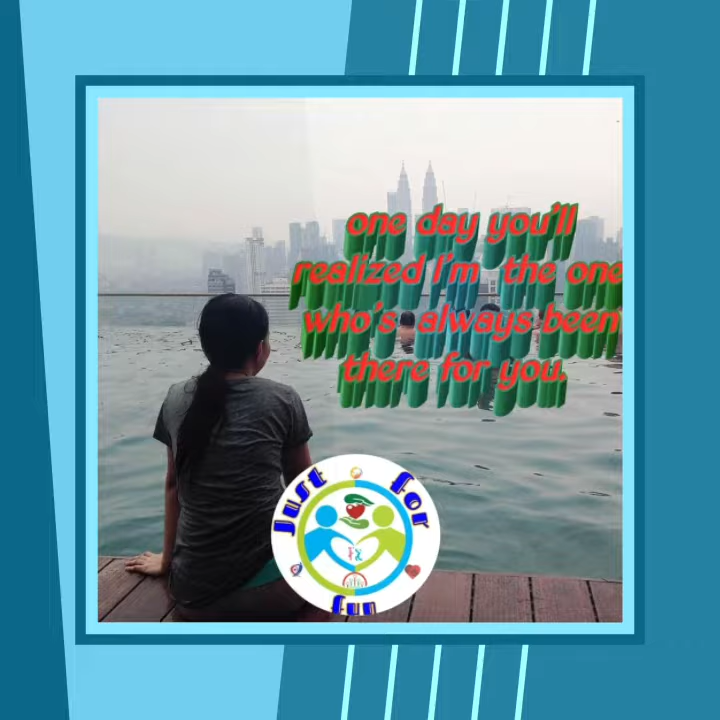 one day you'll
realized I'm the one
who's always been
there for you.
Just for
fun